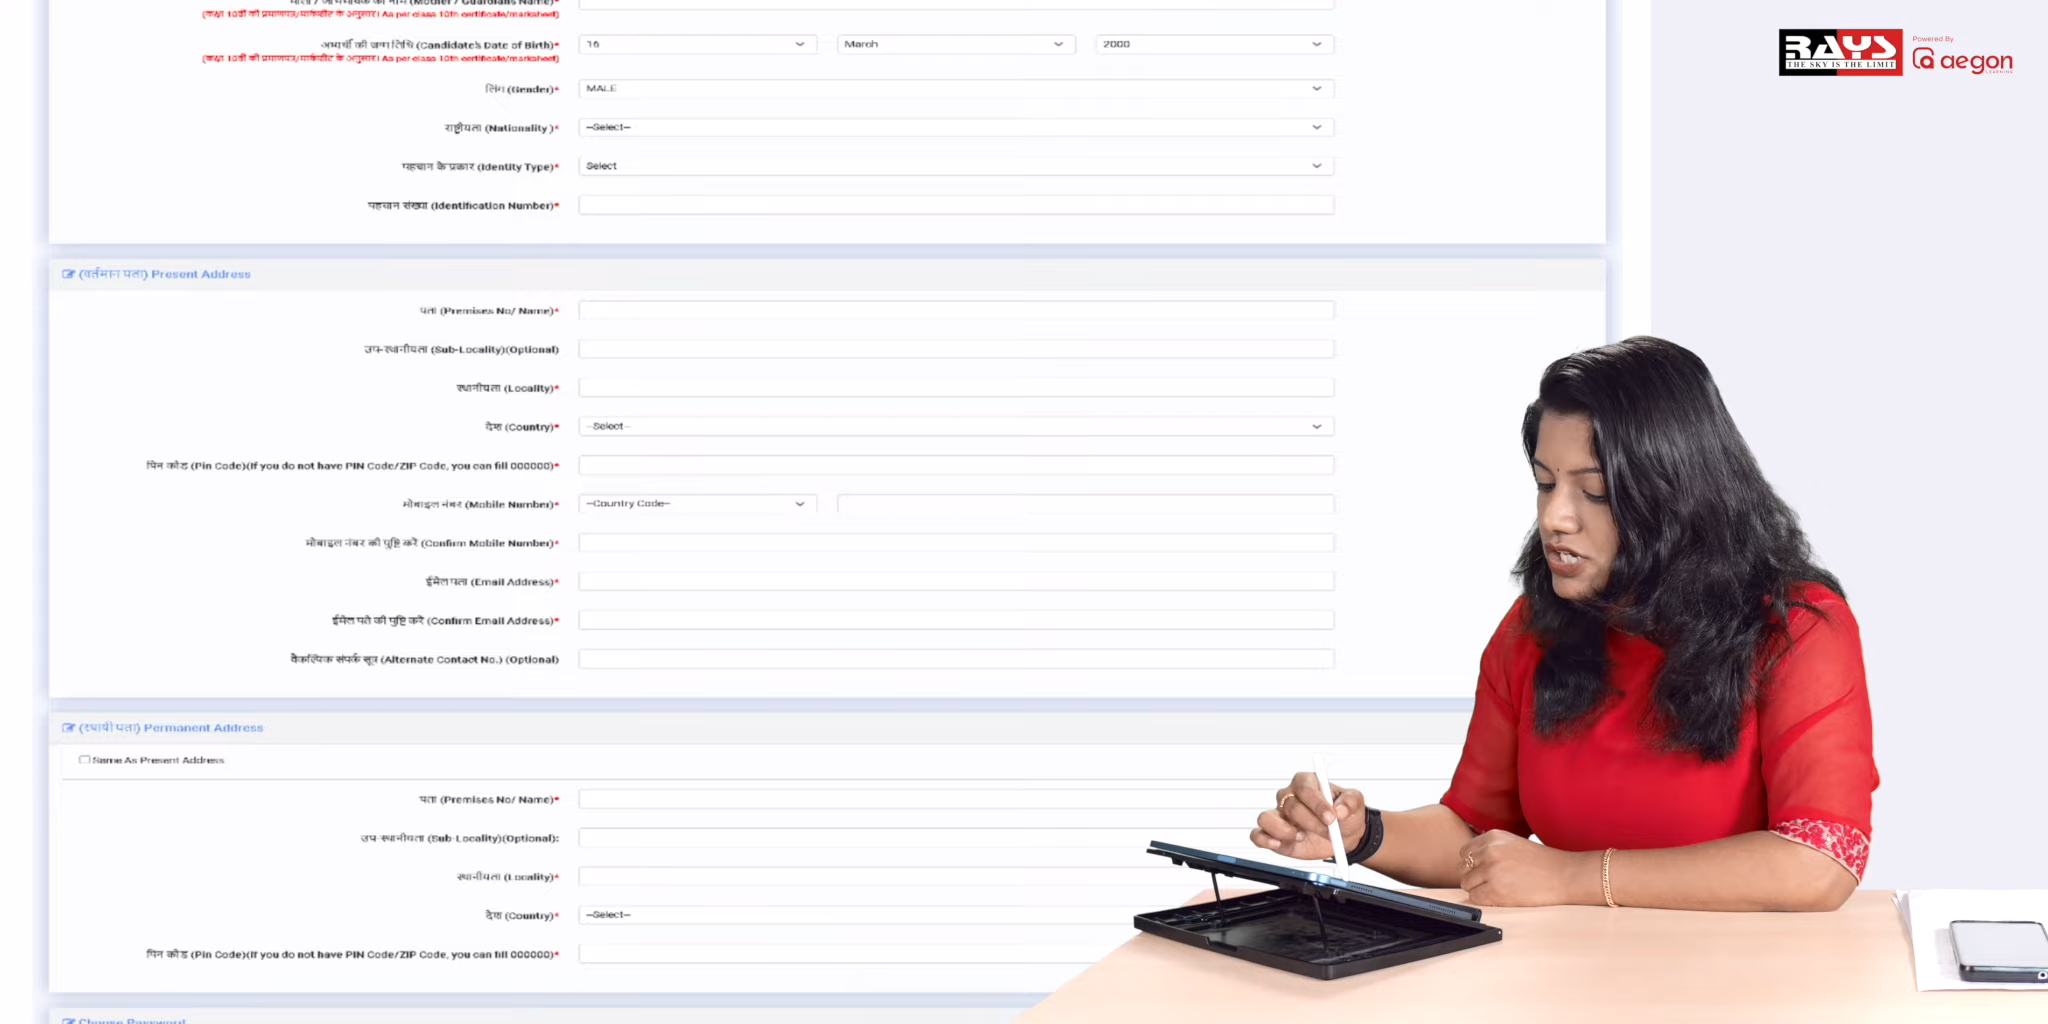 माता / अभिभावक का नाम (Mother / Guardians Name)*
(कक्षा 10वीं की प्रमाणपत्र/मार्कशीट के अनुसार। As per class 10th certificate/marksheet)
अभ्यर्थी की जन्म तिथि (Candidate's Date of Birth)* 16 March 2000
(कक्षा 10वीं की प्रमाणपत्र/मार्कशीट के अनुसार। As per class 10th certificate/marksheet)
लिंग (Gender)* MALE
राष्ट्रीयता (Nationality )* --Select--
पहचान के प्रकार (Identity Type)* Select
पहचान संख्या (Identification Number)*
(वर्तमान पता) Present Address
पता (Premises No/ Name)*
उप-स्थानीयता (Sub-Locality)(Optional)
स्थानीयता (Locality)*
देश (Country)* --Select--
पिन कोड (Pin Code)(If you do not have PIN Code/ZIP Code, you can fill 000000)*
मोबाइल नंबर (Mobile Number)* --Country Code--
मोबाइल नंबर की पुष्टि करें (Confirm Mobile Number)*
ईमेल पता (Email Address)*
ईमेल पते की पुष्टि करें (Confirm Email Address)*
वैकल्पिक संपर्क सूत्र (Alternate Contact No.) (Optional)
(स्थायी पता) Permanent Address
Same As Present Address
पता (Premises No/ Name)*
उप-स्थानीयता (Sub-Locality)(Optional):
स्थानीयता (Locality)*
देश (Country)* --Select--
पिन कोड (Pin Code)(If you do not have PIN Code/ZIP Code, you can fill 000000)*
Choose Password
RAYS
THE SKY IS THE LIMIT
Powered By
aegon
LEARNING